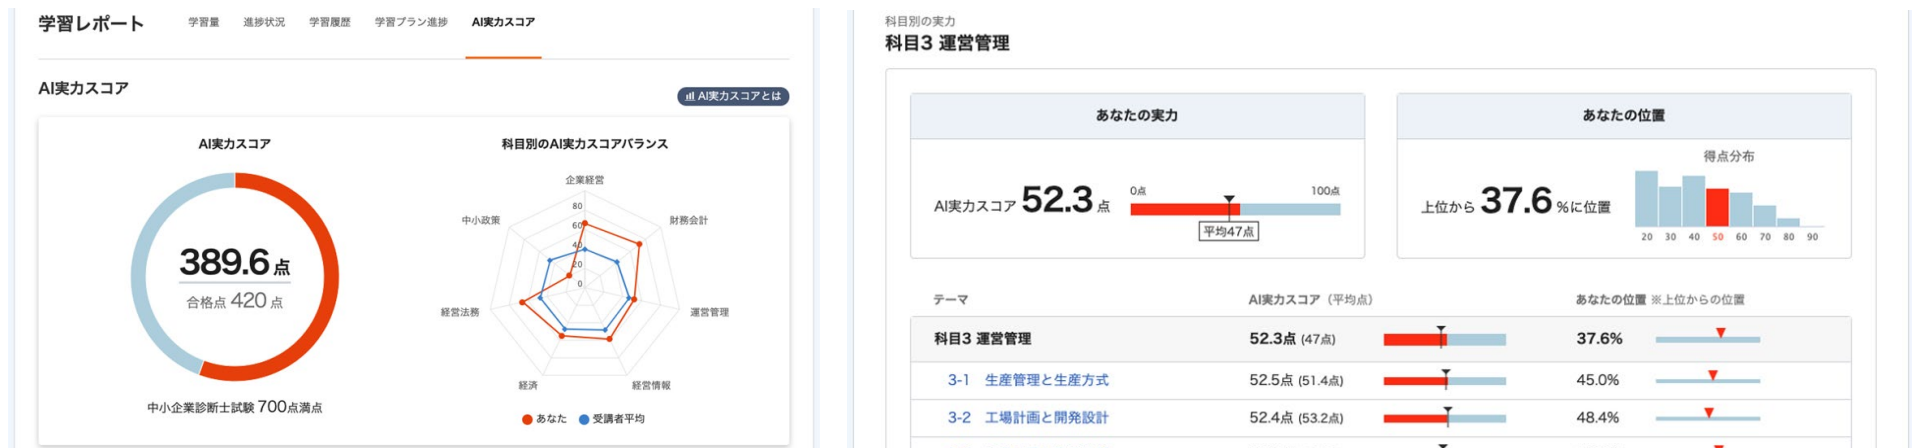 学習レポート 学習量 進捗状況 学習履歴 学習プラン進捗 AI実力スコア
AI実力スコア
AI実力スコアとは
AI実力スコア
389.6点
合格点 420 点
中小企業診断士試験 700点満点
科目別のAI実力スコアバランス
企業経営
財務会計
運営管理
経営情報
経済
経営法務
中小政策
80
60
40
20
0
あなた 受講者平均
科目別の実力
科目3 運営管理
あなたの実力
AI実力スコア 52.3 点
0点 100点
平均47点
あなたの位置
上位から 37.6 %に位置
得点分布
20 30 40 50 60 70 80 90
テーマ AI実力スコア（平均点） あなたの位置 ※上位からの位置
科目3 運営管理 52.3点 (47点) 37.6%
3-1 生産管理と生産方式 52.5点 (51.4点) 45.0%
3-2 工場計画と開発設計 52.4点 (53.2点) 48.4%